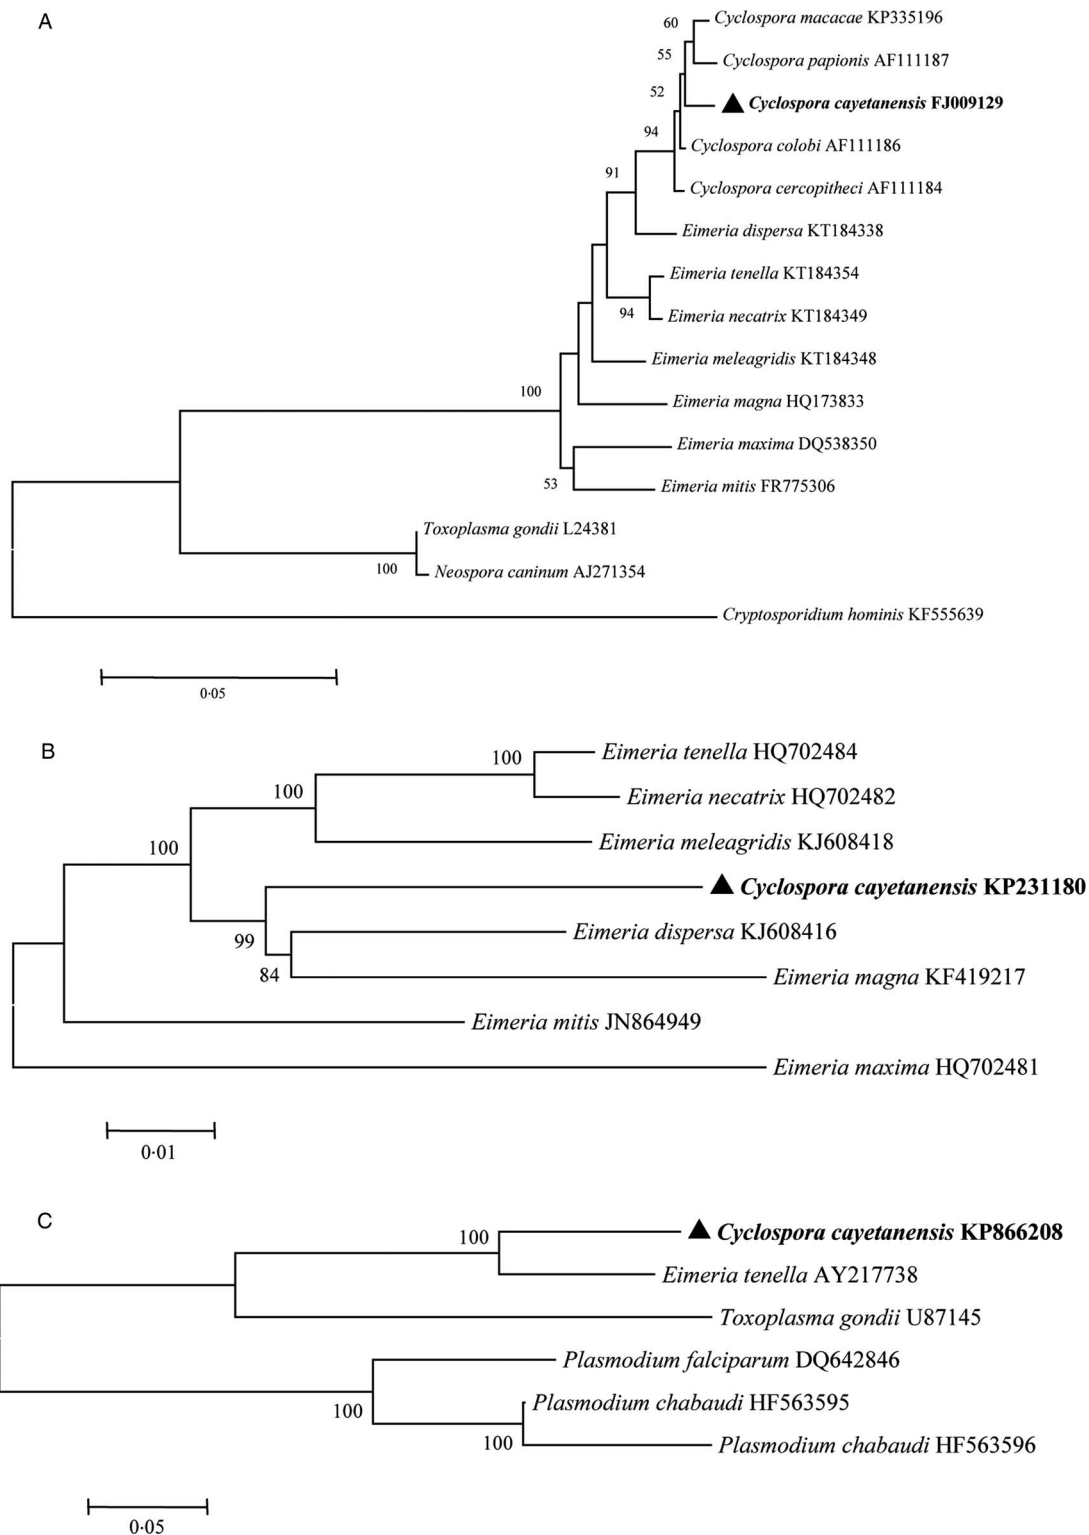 A
60
Cyclospora macacae KP335196
55
Cyclospora papionis AF111187
52
▲ Cyclospora cayetanensis FJ009129
94
Cyclospora colobi AF111186
91
Cyclospora cercopitheci AF111184
Eimeria dispersa KT184338
Eimeria tenella KT184354
94
Eimeria necatrix KT184349
Eimeria meleagridis KT184348
100
Eimeria magna HQ173833
Eimeria maxima DQ538350
53
Eimeria mitis FR775306
Toxoplasma gondii L24381
100
Neospora caninum AJ271354
Cryptosporidium hominis KF555639
0·05
B
100
Eimeria tenella HQ702484
100
Eimeria necatrix HQ702482
100
Eimeria meleagridis KJ608418
▲ Cyclospora cayetanensis KP231180
99
Eimeria dispersa KJ608416
84
Eimeria magna KF419217
Eimeria mitis JN864949
Eimeria maxima HQ702481
0·01
C
100
▲ Cyclospora cayetanensis KP866208
Eimeria tenella AY217738
Toxoplasma gondii U87145
Plasmodium falciparum DQ642846
100
Plasmodium chabaudi HF563595
100
Plasmodium chabaudi HF563596
0·05